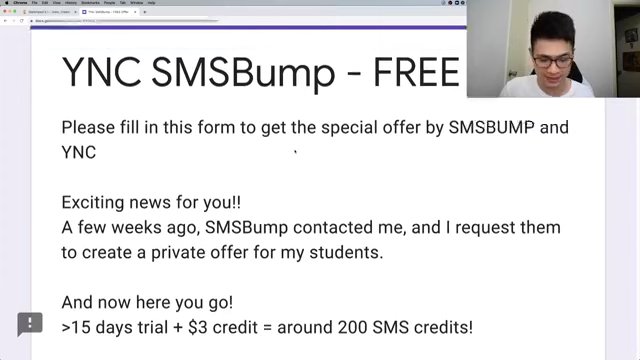 YNC SMSBump - FREE
Please fill in this form to get the special offer by SMSBUMP and
YNC
Exciting news for you!!
A few weeks ago, SMSBump contacted me, and I request them
to create a private offer for my students.
And now here you go!
>15 days trial + $3 credit = around 200 SMS credits!